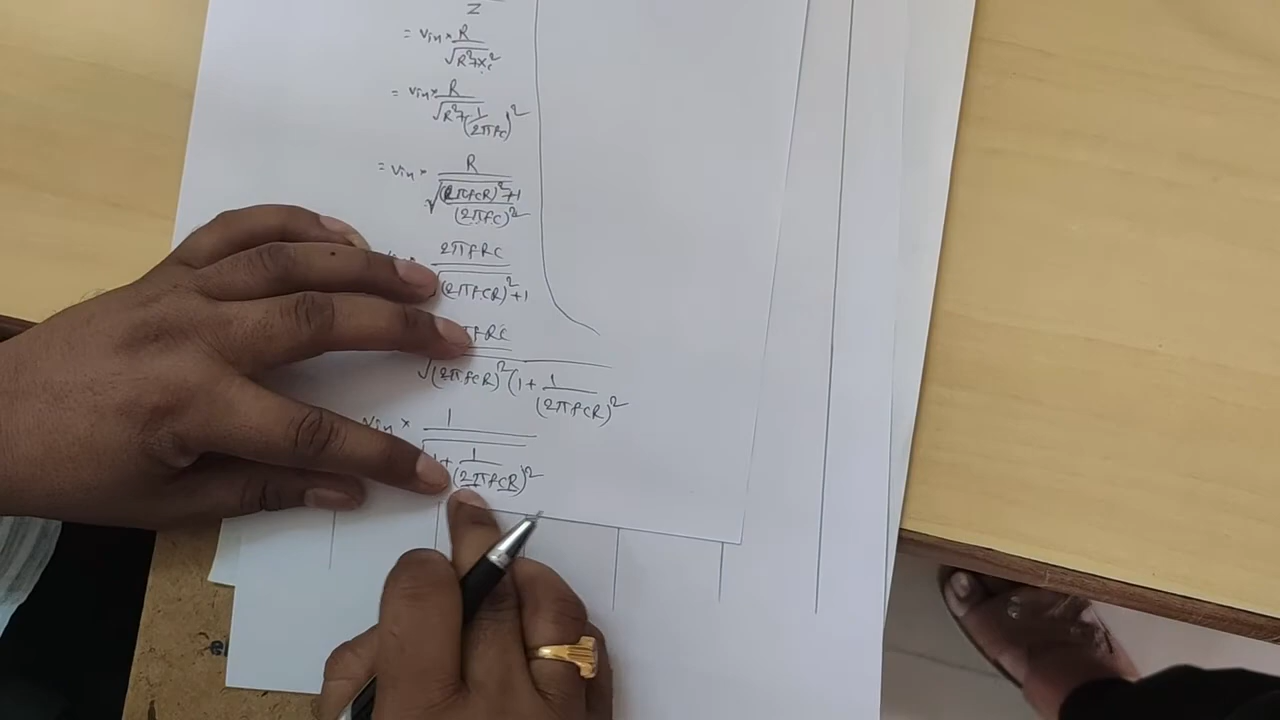 Z
= Vin × R / √R²+Xc²
= Vin × R / √R²+(1/2πfc)²
= Vin × R / √(2πfCR)²+1 / (2πfC)²
2πfRC / √(2πfCR)²+1
πfRC / √(2πfCR)²(1+ 1/(2πfCR)²
Vin × 1 / √1+ 1/(2πfCR)²